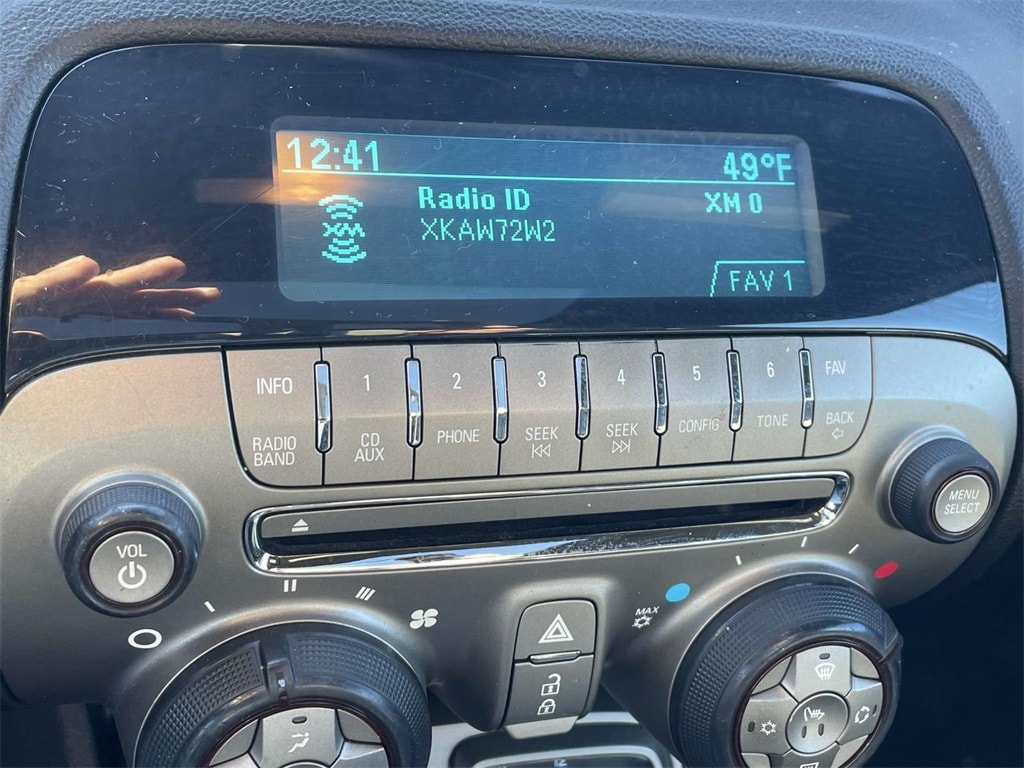 12:41 49°F
XM Radio ID XM 0
XKAW72W2
FAV 1
INFO 1 2 3 4 5 6 FAV
RADIO BAND CD AUX PHONE SEEK SEEK CONFIG TONE BACK
VOL
MENU SELECT
MAX